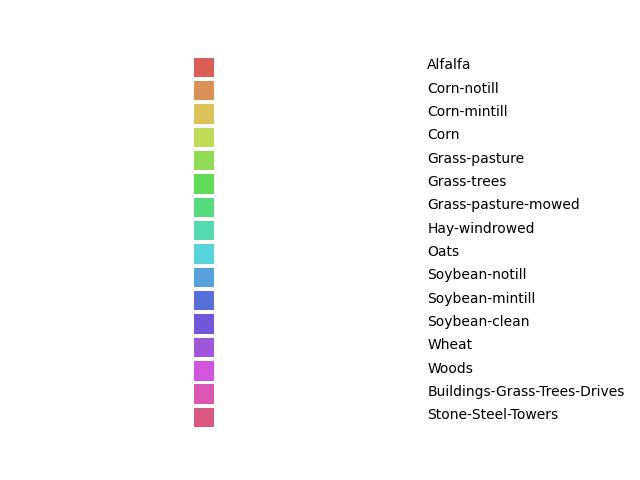 Alfalfa
Corn-notill
Corn-mintill
Corn
Grass-pasture
Grass-trees
Grass-pasture-mowed
Hay-windrowed
Oats
Soybean-notill
Soybean-mintill
Soybean-clean
Wheat
Woods
Buildings-Grass-Trees-Drives
Stone-Steel-Towers